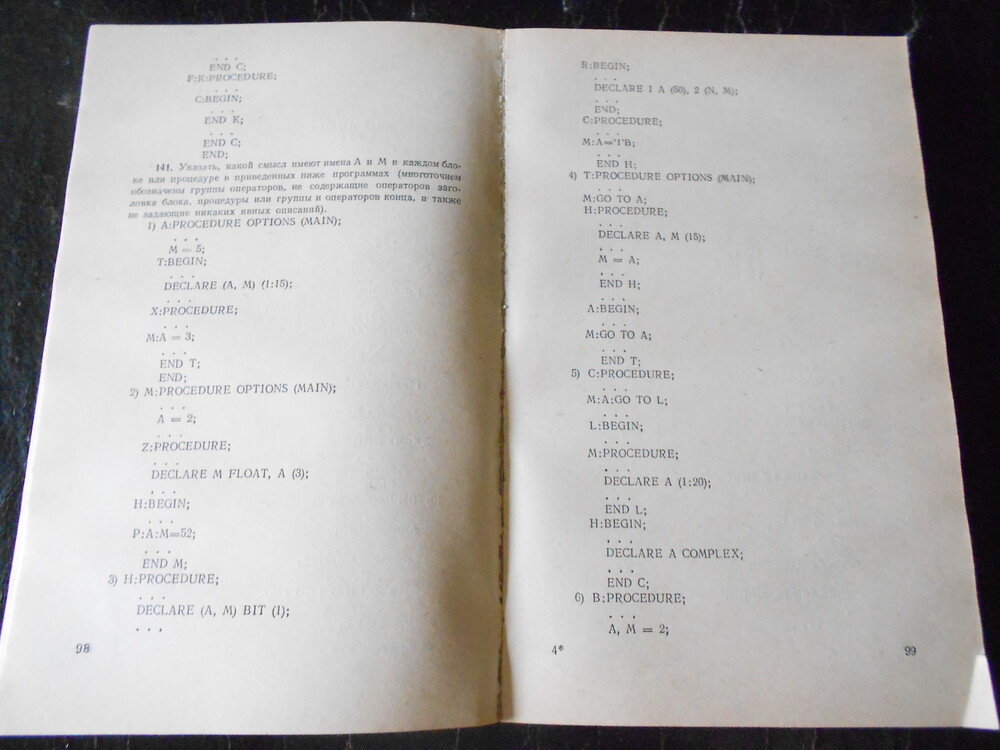 . . .
END C;
F:K:PROCEDURE;
. . .
C:BEGIN;
. . .
END K;
. . .
END C;
END;
141. Указать, какой смысл имеют имена A и M в каждом бло-
ке или процедуре в приведенных ниже программах (многоточием
обозначены группы операторов, не содержащие операторов заго-
ловка блока, процедуры или группы и операторов конца, а также
не задающие никаких явных описаний).
1) A:PROCEDURE OPTIONS (MAIN);
. . .
M = 5;
T:BEGIN;
. . .
DECLARE (A, M) (1:15);
. . .
X:PROCEDURE;
. . .
M:A = 3;
. . .
END T;
END;
2) M:PROCEDURE OPTIONS (MAIN);
. . .
A = 2;
. . .
Z:PROCEDURE;
. . .
DECLARE M FLOAT, A (3);
. . .
H:BEGIN;
. . .
P:A:M=52;
. . .
END M;
3) H:PROCEDURE;
. . .
DECLARE (A, M) BIT (1);
. . .
98
R:BEGIN;
. . .
DECLARE 1 A (50), 2 (N, M);
. . .
END;
C:PROCEDURE;
. . .
M:A='1'B;
. . .
END H;
4) T:PROCEDURE OPTIONS (MAIN);
. . .
M:GO TO A;
H:PROCEDURE;
. . .
DECLARE A, M (15);
. . .
M = A;
. . .
END H;
. . .
A:BEGIN;
. . .
M:GO TO A;
. . .
END T;
5) C:PROCEDURE;
. . .
M:A:GO TO L;
. . .
L:BEGIN;
. . .
M:PROCEDURE;
. . .
DECLARE A (1:20);
. . .
END L;
H:BEGIN;
. . .
DECLARE A COMPLEX;
. . .
END C;
6) B:PROCEDURE;
. . .
A, M = 2;
4*
99